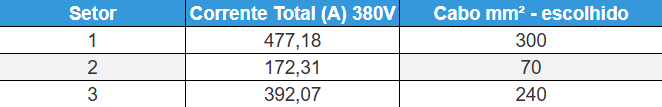 Setor Corrente Total (A) 380V Cabo mm² - escolhido
1 477,18 300
2 172,31 70
3 392,07 240